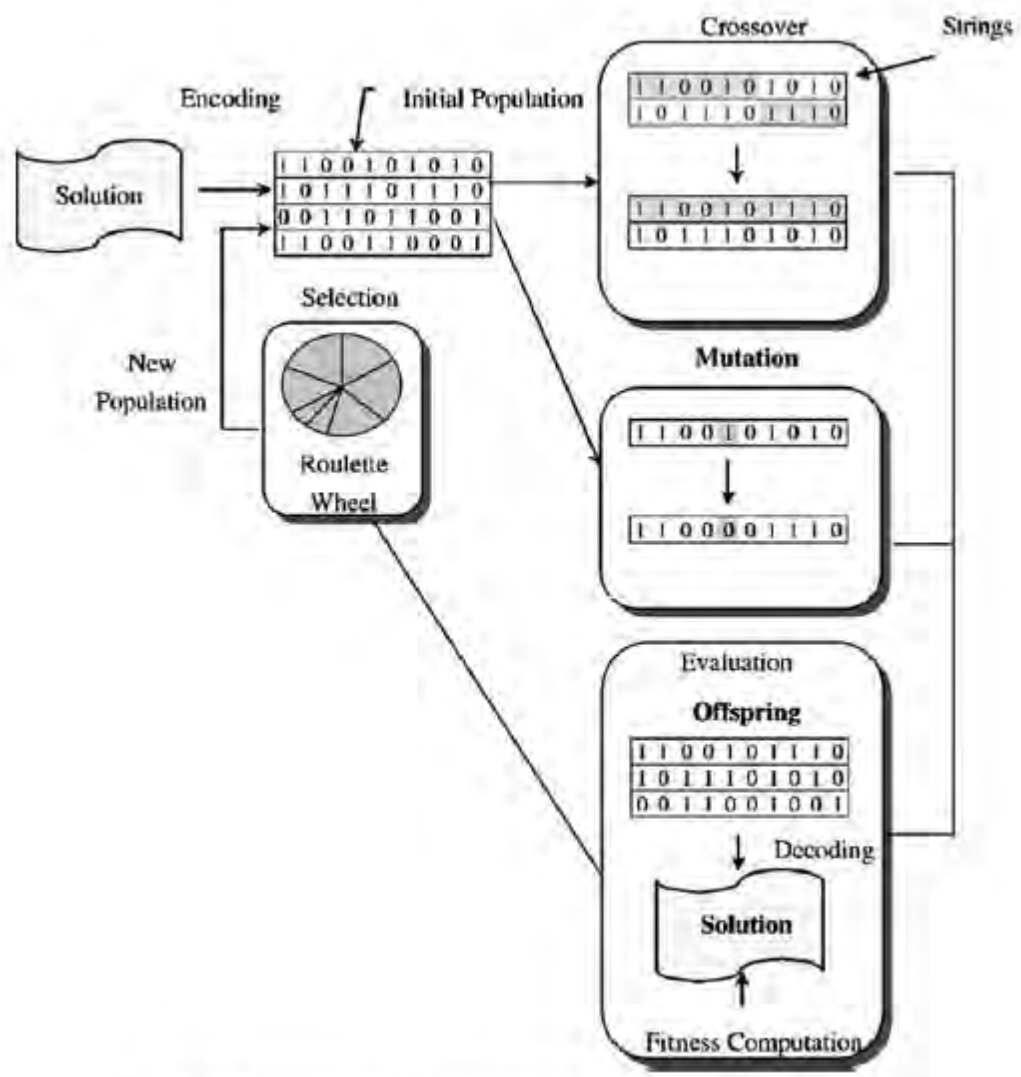 Crossover
Strings
1 1 0 0 1 0 1 0 1 0
1 0 1 1 1 0 1 1 1 0
Encoding
Initial Population
1 1 0 0 1 0 1 0 1 0
1 0 1 1 1 0 1 1 1 0
0 0 1 1 0 1 1 0 0 1
1 1 0 0 1 1 0 0 0 1
Solution
1 1 0 0 1 0 1 1 1 0
1 0 1 1 1 0 1 0 1 0
Selection
New
Population
Roulette
Wheel
Mutation
1 1 0 0 1 0 1 0 1 0
1 1 0 0 0 0 1 1 1 0
Evaluation
Offspring
1 1 0 0 1 0 1 1 1 0
1 0 1 1 1 0 1 0 1 0
0 0 1 1 0 0 1 0 0 1
Decoding
Solution
Fitness Computation